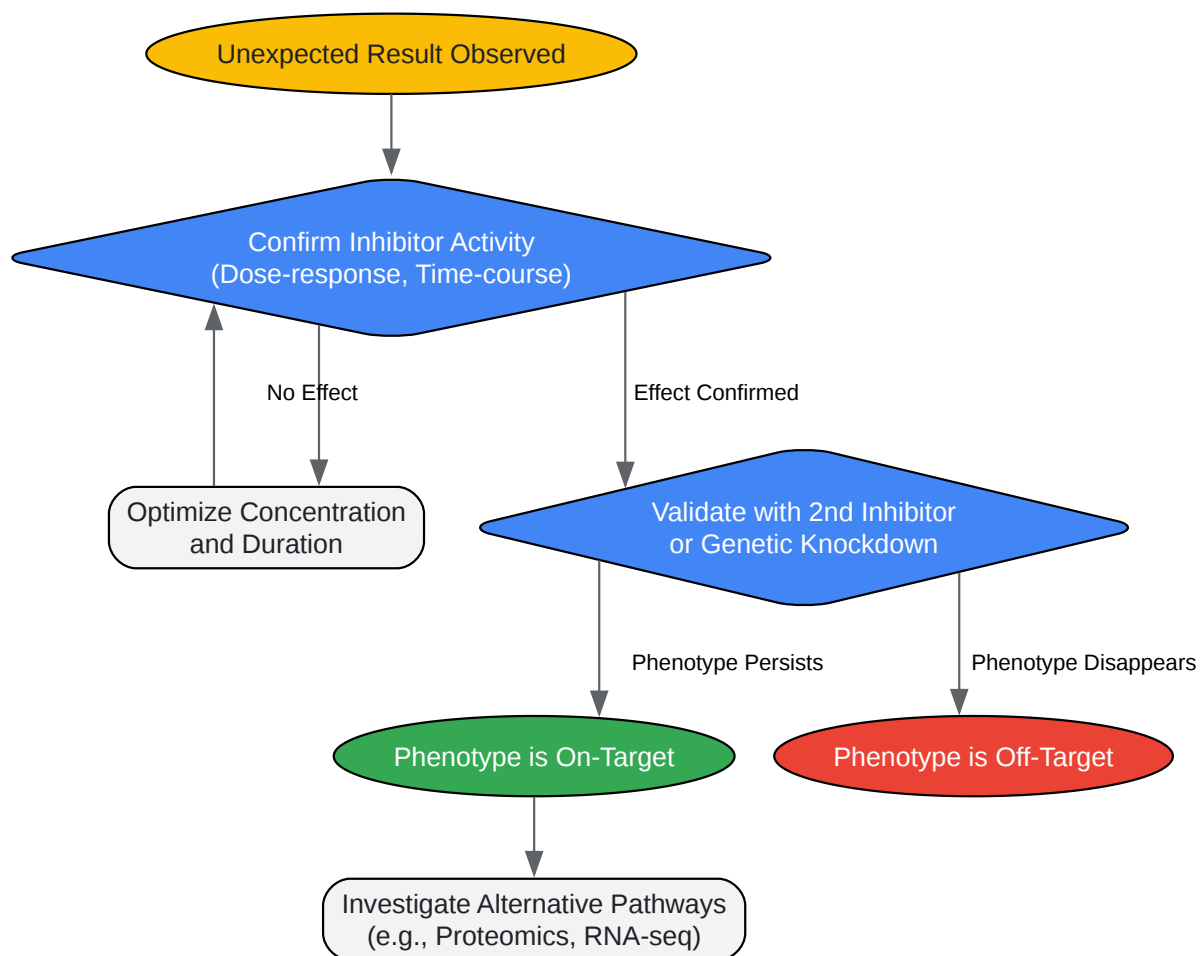 Unexpected Result Observed
Confirm Inhibitor Activity
(Dose-response, Time-course)
No Effect
Effect Confirmed
Optimize Concentration
and Duration
Validate with 2nd Inhibitor
or Genetic Knockdown
Phenotype Persists
Phenotype Disappears
Phenotype is On-Target
Phenotype is Off-Target
Investigate Alternative Pathways
(e.g., Proteomics, RNA-seq)